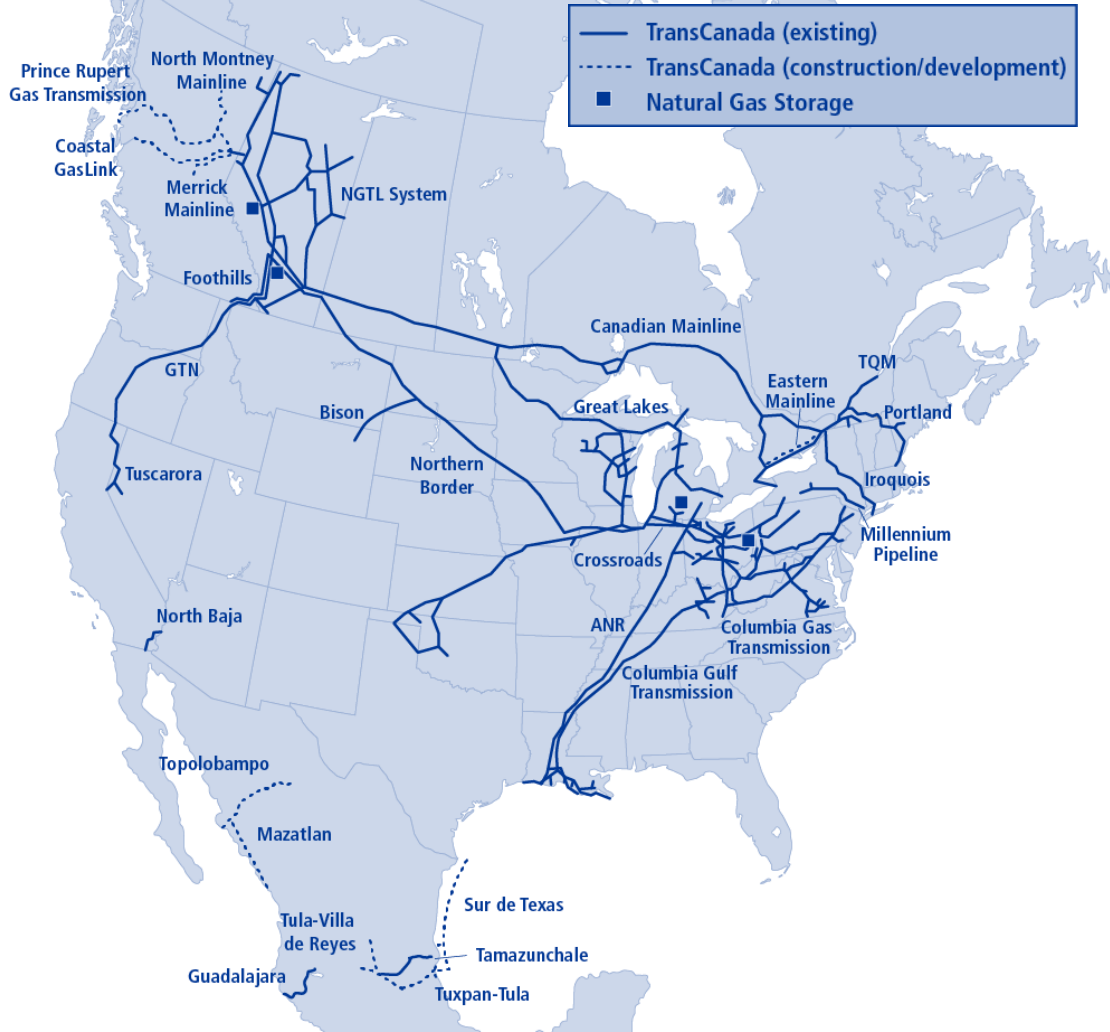 TransCanada (existing)
TransCanada (construction/development)
Natural Gas Storage
North Montney
Mainline
Prince Rupert
Gas Transmission
Coastal
GasLink
Merrick
Mainline
NGTL System
Foothills
Canadian Mainline
GTN
TQM
Eastern
Mainline
Bison
Great Lakes
Portland
Northern
Border
Tuscarora
Iroquois
Millennium
Pipeline
Crossroads
North Baja
ANR
Columbia Gas
Transmission
Columbia Gulf
Transmission
Topolobampo
Mazatlan
Sur de Texas
Tula-Villa
de Reyes
Tamazunchale
Guadalajara
Tuxpan-Tula